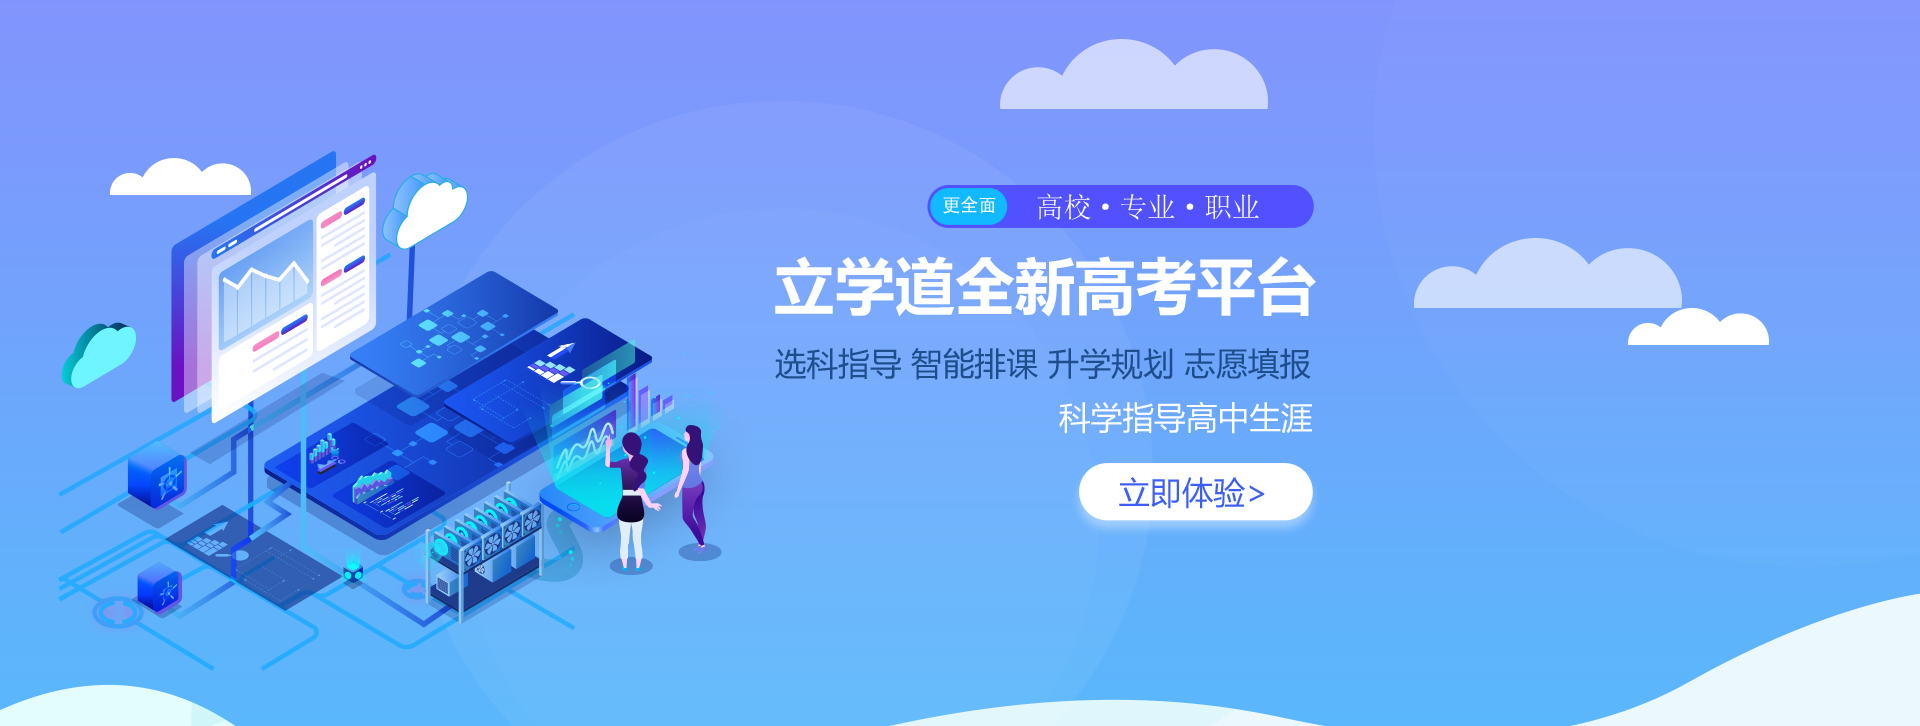 更全面 高校·专业·职业
立学道全新高考平台
选科指导 智能排课 升学规划 志愿填报
科学指导高中生涯
立即体验>